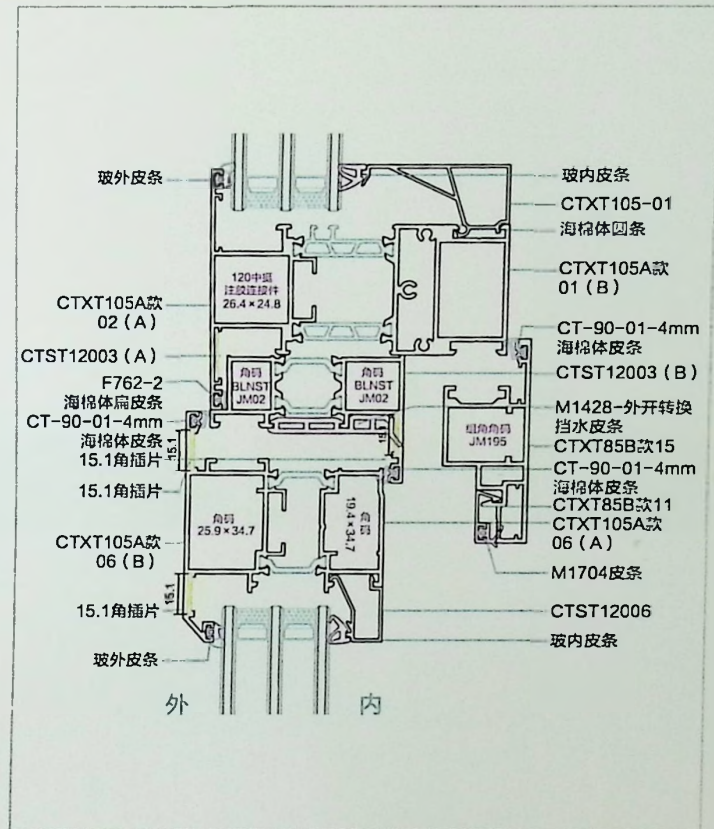 玻外皮条
玻内皮条
CTXT105-01
海棉体四条
120中挺
注胶连接件
26.4×24.8
CTXT105A款
01（B）
CTXT105A款
02（A）
CT-90-01-4mm
海棉体皮条
CTST12003（A）
角码
BLNST
JM02
角码
BLNST
JM02
CTST12003（B）
F762-2
海棉体扁皮条
M1428-外开转换
挡水皮条
CT-90-01-4mm
海棉体皮条
组角角码
JM195
CTXT85B款15
15.1
15.1角插片
CT-90-01-4mm
海棉体皮条
15.1角插片
CTXT85B款11
角码
25.9×34.7
角码
19.4×34.7
CTXT105A款
06（A）
CTXT105A款
06（B）
M1704皮条
15.1
15.1角插片
CTST12006
玻内皮条
玻外皮条
外
内